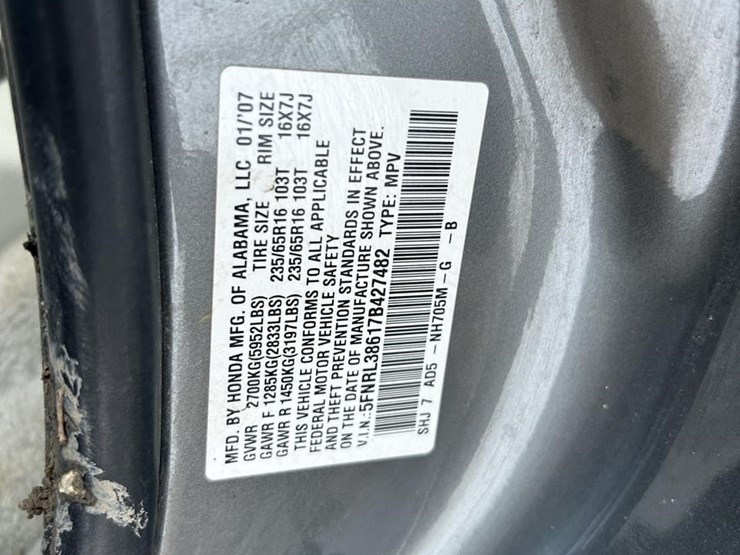 MFD. BY HONDA MFG. OF ALABAMA, LLC 01/'07
GVWR 2700KG(5952LBS) TIRE SIZE RIM SIZE
GAWR F 1285KG(2833LBS) 235/65R16 103T 16X7J
GAWR R 1450KG(3197LBS) 235/65R16 103T 16X7J
THIS VEHICLE CONFORMS TO ALL APPLICABLE
FEDERAL MOTOR VEHICLE SAFETY
AND THEFT PREVENTION STANDARDS IN EFFECT
ON THE DATE OF MANUFACTURE SHOWN ABOVE.
V.I.N.:5FNRL38617B427482 TYPE: MPV
SHJ 7 A05 - NH705M - G - B